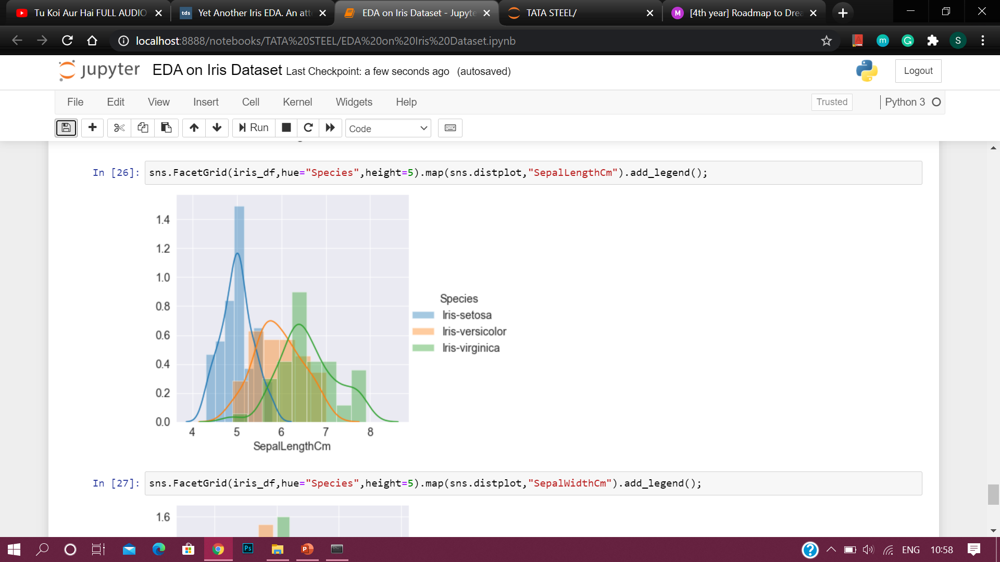 Tu Koi Aur Hai FULL AUDIO
tds Yet Another Iris EDA. An att
EDA on Iris Dataset - Jupyte
TATA STEEL/
M [4th year] Roadmap to Drea
localhost:8888/notebooks/TATA%20STEEL/EDA%20on%20Iris%20Dataset.ipynb
m
G
S
jupyter EDA on Iris Dataset Last Checkpoint: a few seconds ago (autosaved)
Logout
File Edit View Insert Cell Kernel Widgets Help
Trusted
Python 3
Run
Code
In [26]: sns.FacetGrid(iris_df,hue="Species",height=5).map(sns.distplot,"SepalLengthCm").add_legend();
1.4
1.2
1.0
0.8
0.6
0.4
0.2
0.0
4 5 6 7 8
SepalLengthCm
Species
Iris-setosa
Iris-versicolor
Iris-virginica
In [27]: sns.FacetGrid(iris_df,hue="Species",height=5).map(sns.distplot,"SepalWidthCm").add_legend();
1.6
Ps
P
?
ENG
10:58